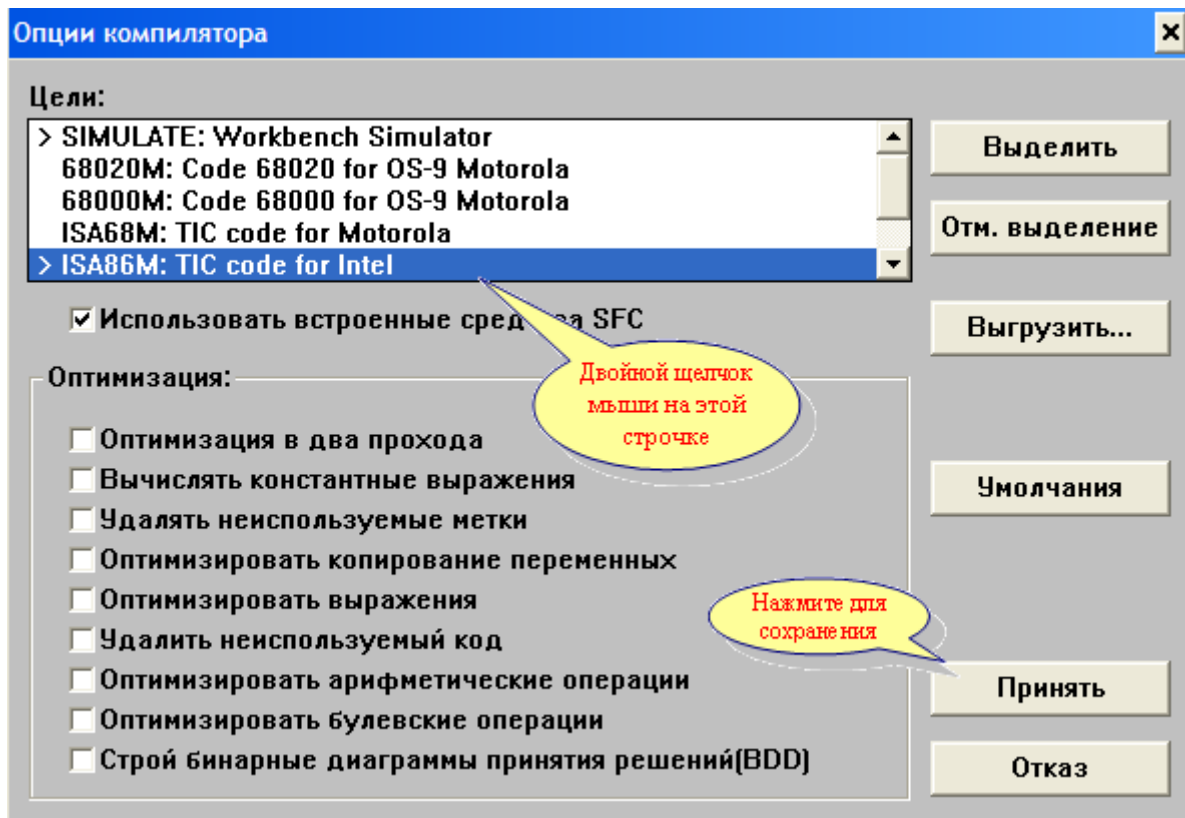 Опции компилятора
Цели:
> SIMULATE: Workbench Simulator
68020M: Code 68020 for OS-9 Motorola
68000M: Code 68000 for OS-9 Motorola
ISA68M: TIC code for Motorola
> ISA86M: TIC code for Intel
Выделить
Отм. выделение
Использовать встроенные сред ва SFC
Выгрузить...
Двойной щелчок
мыши на этой
строчке
Оптимизация:
Оптимизация в два прохода
Вычислять константные выражения
Удалять неиспользуемые метки
Оптимизировать копирование переменных
Оптимизировать выражения
Удалить неиспользуемый код
Оптимизировать арифметические операции
Оптимизировать булевские операции
Строй бинарные диаграммы принятия решений(BDD)
Умолчания
Нажмите для
сохранения
Принять
Отказ